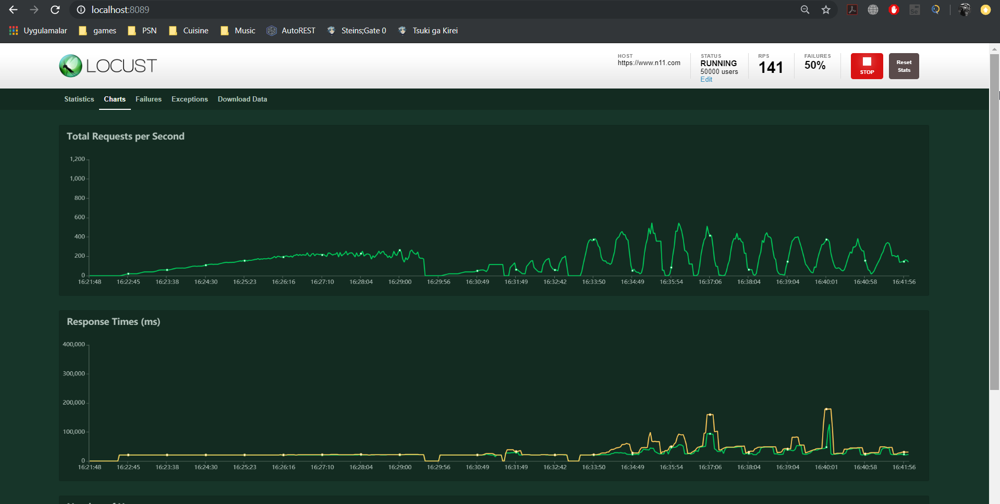 localhost:8089
Uygulamalar games PSN Cuisine Music AutoREST Steins;Gate 0 Tsuki ga Kirei
LOCUST
HOST
https://www.n11.com
STATUS
RUNNING
50000 users
Edit
RPS
141
FAILURES
50%
STOP
Reset
Stats
Statistics Charts Failures Exceptions Download Data
Total Requests per Second
1,200
1,000
800
600
400
200
0
16:21:48 16:22:45 16:23:38 16:24:30 16:25:23 16:26:16 16:27:10 16:28:04 16:29:00 16:29:56 16:30:49 16:31:49 16:32:42 16:33:50 16:34:49 16:35:54 16:37:06 16:38:04 16:39:04 16:40:01 16:40:58 16:41:56
Response Times (ms)
400,000
300,000
200,000
100,000
0
16:21:48 16:22:45 16:23:38 16:24:30 16:25:23 16:26:16 16:27:10 16:28:04 16:29:00 16:29:56 16:30:49 16:31:49 16:32:42 16:33:50 16:34:49 16:35:54 16:37:06 16:38:04 16:39:04 16:40:01 16:40:58 16:41:56